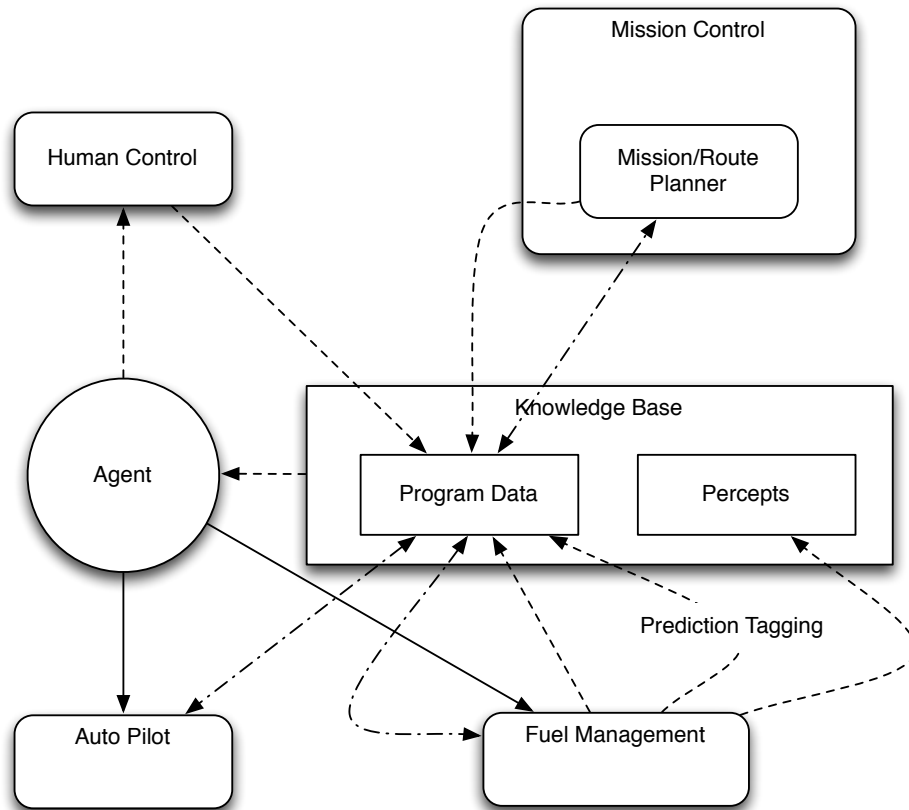 Mission Control
Human Control
Mission/Route
Planner
Knowledge Base
Agent
Program Data
Percepts
Prediction Tagging
Auto Pilot
Fuel Management